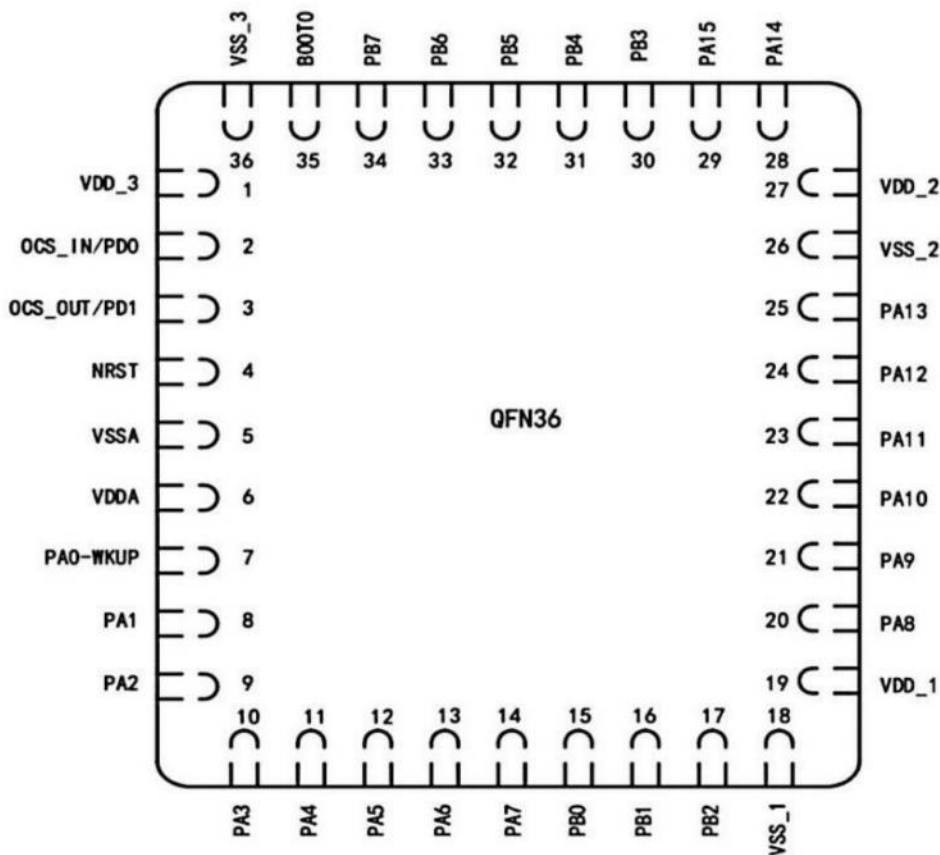 VSS_3
BOOT0
PB7
PB6
PB5
PB4
PB3
PA15
PA14
36 35 34 33 32 31 30 29 28
VDD_3 1 27 VDD_2
OCS_IN/PD0 2 26 VSS_2
OCS_OUT/PD1 3 25 PA13
NRST 4 24 PA12
QFN36
VSSA 5 23 PA11
VDDA 6 22 PA10
PA0-WKUP 7 21 PA9
PA1 8 20 PA8
PA2 9 19 VDD_1
10 11 12 13 14 15 16 17 18
PA3
PA4
PA5
PA6
PA7
PB0
PB1
PB2
VSS_1